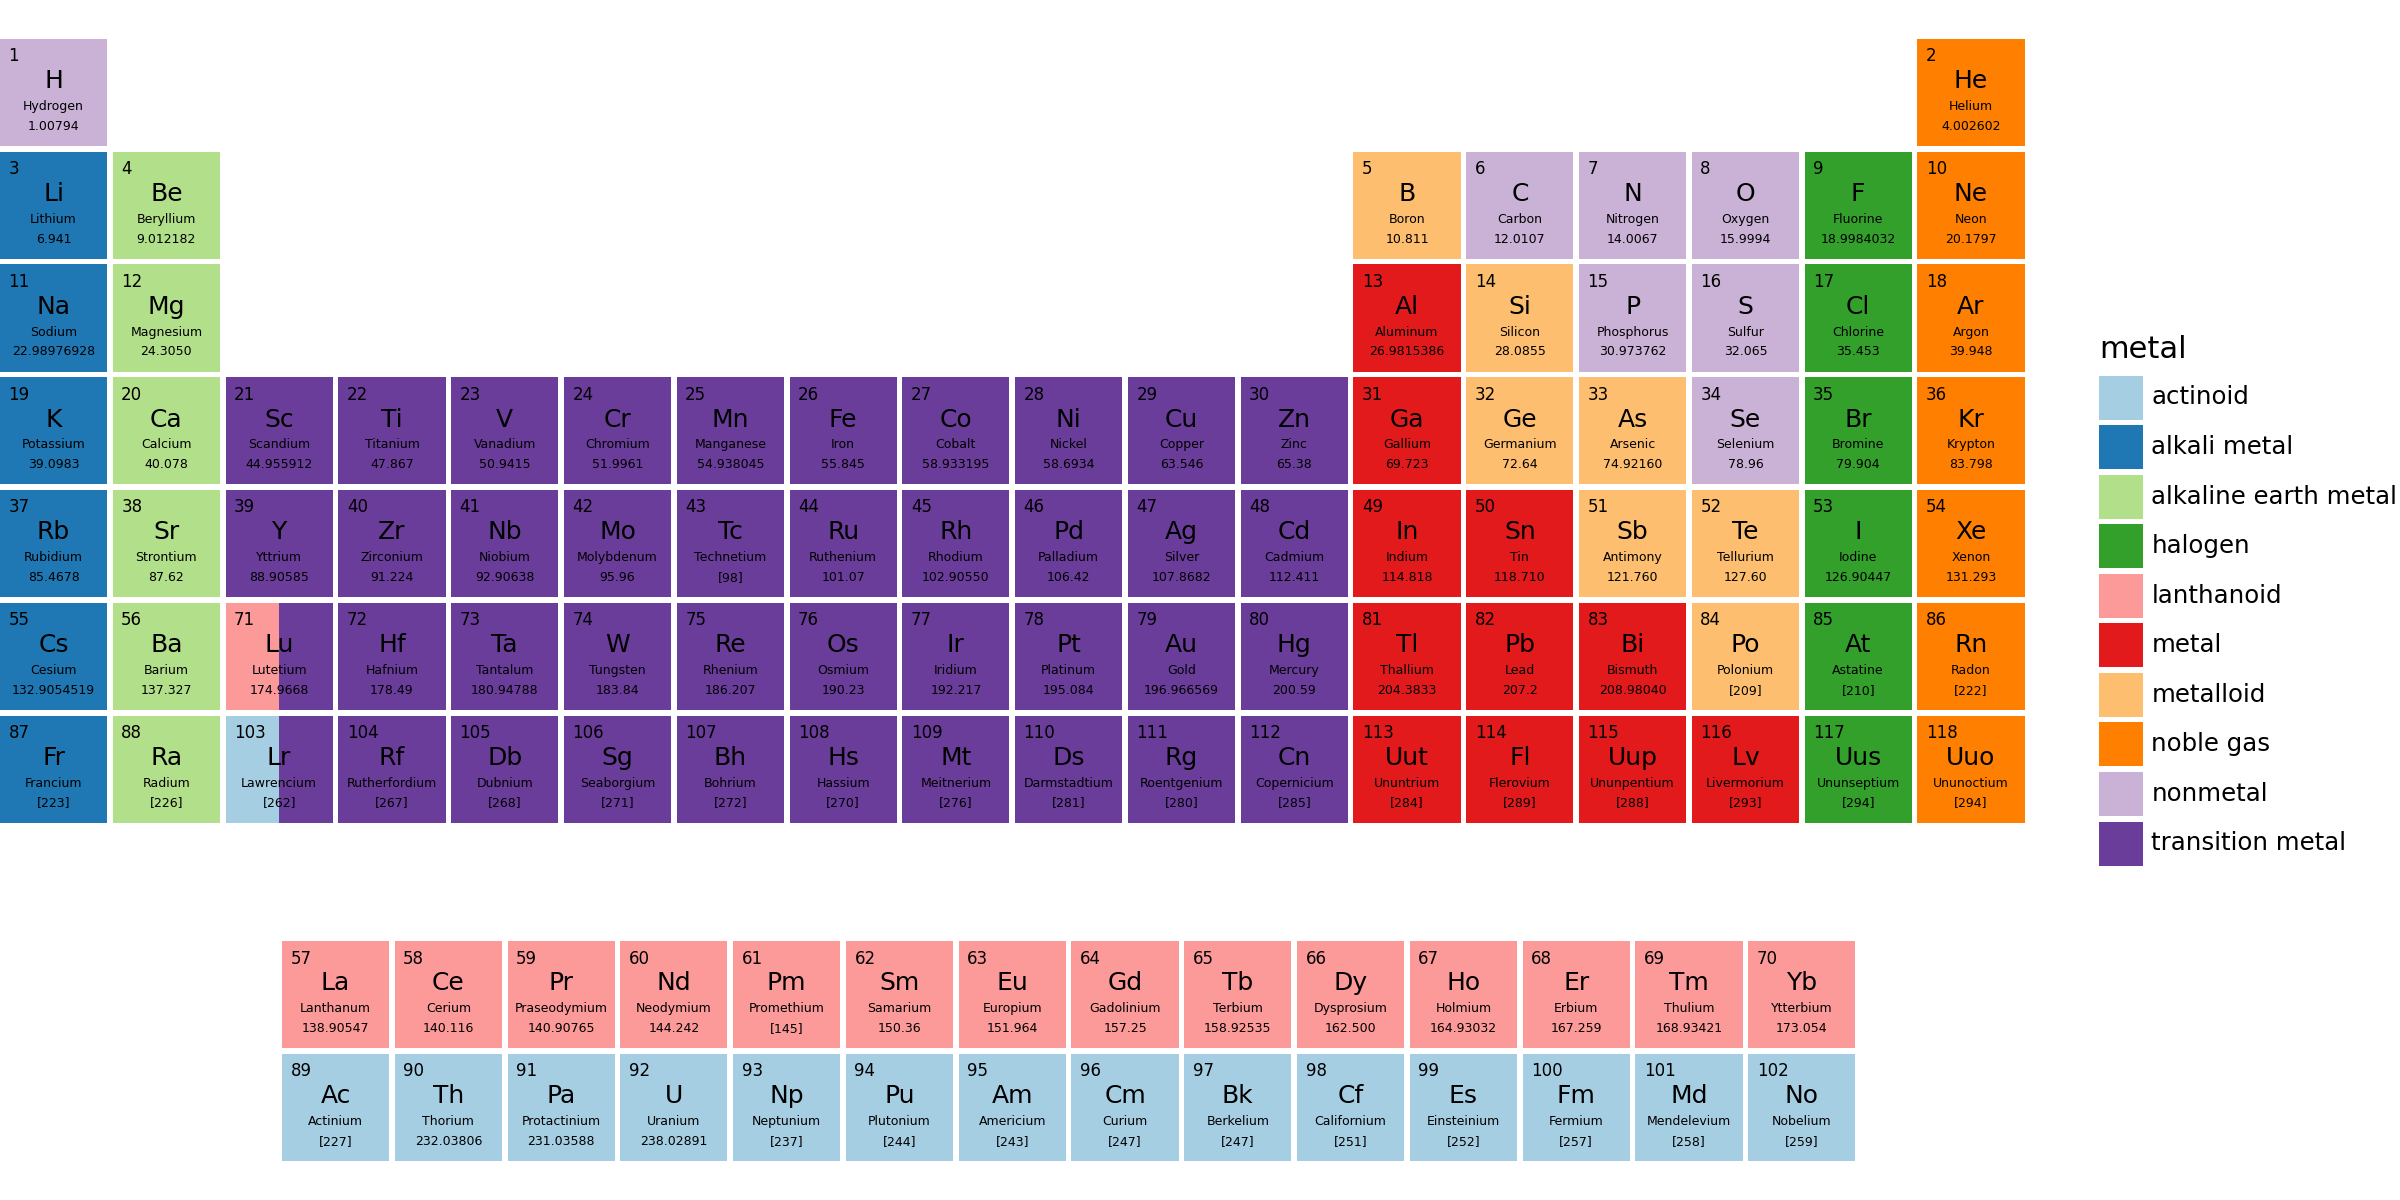 1
H
Hydrogen
1.00794
2
He
Helium
4.002602
3
Li
Lithium
6.941
4
Be
Beryllium
9.012182
5
B
Boron
10.811
6
C
Carbon
12.0107
7
N
Nitrogen
14.0067
8
O
Oxygen
15.9994
9
F
Fluorine
18.9984032
10
Ne
Neon
20.1797
11
Na
Sodium
22.98976928
12
Mg
Magnesium
24.3050
13
Al
Aluminum
26.9815386
14
Si
Silicon
28.0855
15
P
Phosphorus
30.973762
16
S
Sulfur
32.065
17
Cl
Chlorine
35.453
18
Ar
Argon
39.948
19
K
Potassium
39.0983
20
Ca
Calcium
40.078
21
Sc
Scandium
44.955912
22
Ti
Titanium
47.867
23
V
Vanadium
50.9415
24
Cr
Chromium
51.9961
25
Mn
Manganese
54.938045
26
Fe
Iron
55.845
27
Co
Cobalt
58.933195
28
Ni
Nickel
58.6934
29
Cu
Copper
63.546
30
Zn
Zinc
65.38
31
Ga
Gallium
69.723
32
Ge
Germanium
72.64
33
As
Arsenic
74.92160
34
Se
Selenium
78.96
35
Br
Bromine
79.904
36
Kr
Krypton
83.798
37
Rb
Rubidium
85.4678
38
Sr
Strontium
87.62
39
Y
Yttrium
88.90585
40
Zr
Zirconium
91.224
41
Nb
Niobium
92.90638
42
Mo
Molybdenum
95.96
43
Tc
Technetium
[98]
44
Ru
Ruthenium
101.07
45
Rh
Rhodium
102.90550
46
Pd
Palladium
106.42
47
Ag
Silver
107.8682
48
Cd
Cadmium
112.411
49
In
Indium
114.818
50
Sn
Tin
118.710
51
Sb
Antimony
121.760
52
Te
Tellurium
127.60
53
I
Iodine
126.90447
54
Xe
Xenon
131.293
55
Cs
Cesium
132.9054519
56
Ba
Barium
137.327
71
Lu
Lutetium
174.9668
72
Hf
Hafnium
178.49
73
Ta
Tantalum
180.94788
74
W
Tungsten
183.84
75
Re
Rhenium
186.207
76
Os
Osmium
190.23
77
Ir
Iridium
192.217
78
Pt
Platinum
195.084
79
Au
Gold
196.966569
80
Hg
Mercury
200.59
81
Tl
Thallium
204.3833
82
Pb
Lead
207.2
83
Bi
Bismuth
208.98040
84
Po
Polonium
[209]
85
At
Astatine
[210]
86
Rn
Radon
[222]
87
Fr
Francium
[223]
88
Ra
Radium
[226]
103
Lr
Lawrencium
[262]
104
Rf
Rutherfordium
[267]
105
Db
Dubnium
[268]
106
Sg
Seaborgium
[271]
107
Bh
Bohrium
[272]
108
Hs
Hassium
[270]
109
Mt
Meitnerium
[276]
110
Ds
Darmstadtium
[281]
111
Rg
Roentgenium
[280]
112
Cn
Copernicium
[285]
113
Uut
Ununtrium
[284]
114
Fl
Flerovium
[289]
115
Uup
Ununpentium
[288]
116
Lv
Livermorium
[293]
117
Uus
Ununseptium
[294]
118
Uuo
Ununoctium
[294]
metal
actinoid
alkali metal
alkaline earth metal
halogen
lanthanoid
metal
metalloid
noble gas
nonmetal
transition metal
57
La
Lanthanum
138.90547
58
Ce
Cerium
140.116
59
Pr
Praseodymium
140.90765
60
Nd
Neodymium
144.242
61
Pm
Promethium
[145]
62
Sm
Samarium
150.36
63
Eu
Europium
151.964
64
Gd
Gadolinium
157.25
65
Tb
Terbium
158.92535
66
Dy
Dysprosium
162.500
67
Ho
Holmium
164.93032
68
Er
Erbium
167.259
69
Tm
Thulium
168.93421
70
Yb
Ytterbium
173.054
89
Ac
Actinium
[227]
90
Th
Thorium
232.03806
91
Pa
Protactinium
231.03588
92
U
Uranium
238.02891
93
Np
Neptunium
[237]
94
Pu
Plutonium
[244]
95
Am
Americium
[243]
96
Cm
Curium
[247]
97
Bk
Berkelium
[247]
98
Cf
Californium
[251]
99
Es
Einsteinium
[252]
100
Fm
Fermium
[257]
101
Md
Mendelevium
[258]
102
No
Nobelium
[259]